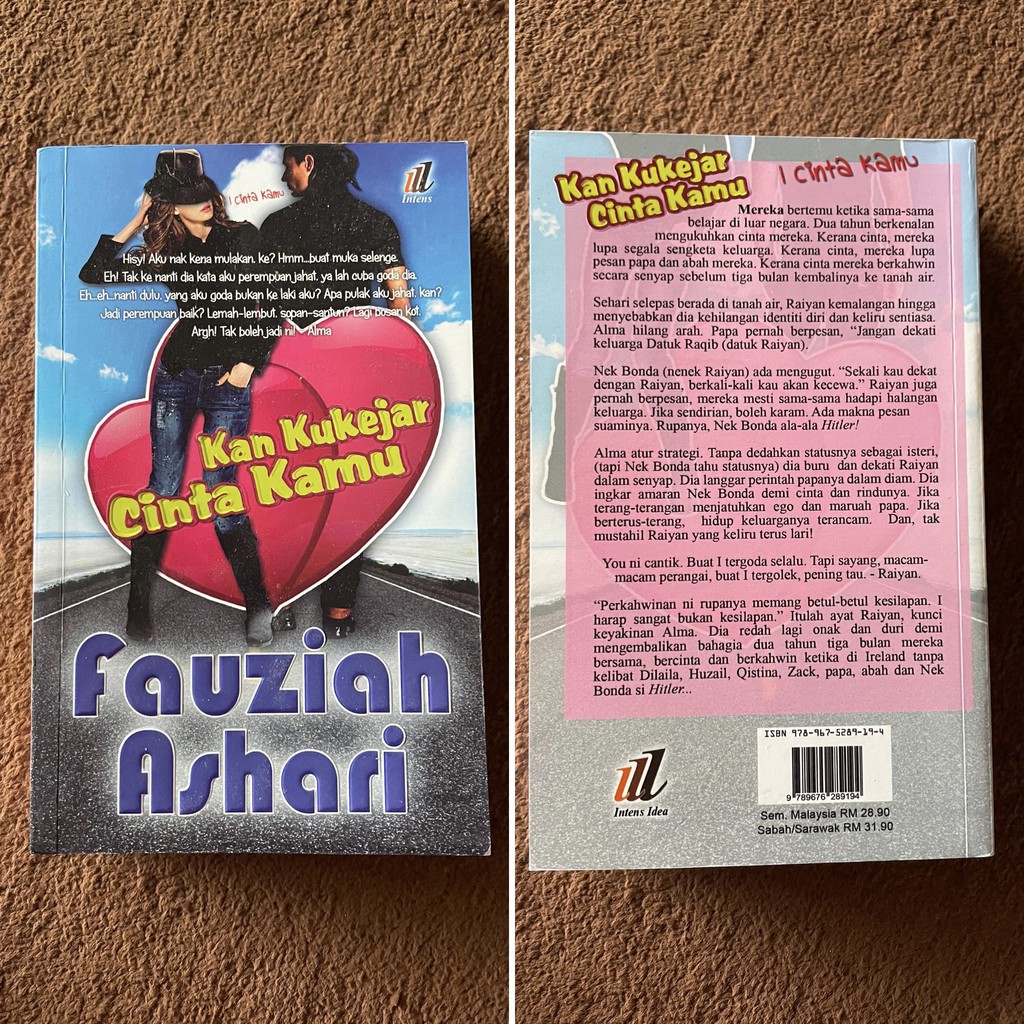 I cinta kamu
Intens
Hisy! Aku nak kena mulakan, ke? Hmm...buat muka selenge.
Eh! Tak ke nanti dia kata aku perempuan jahat, ya lah cuba goda dia.
Eh...eh...nanti dulu, yang aku goda bukan ke laki aku? Apa pulak aku jahat, kan?
Jadi perempuan baik? Lemah-lembut, sopan-santun? Lagi bosan kot.
Argh! Tak boleh jadi ni! - Alma
Kan Kukejar
Cinta Kamu
Fauziah
Ashari
Kan Kukejar
Cinta Kamu
I cinta kamu
Mereka bertemu ketika sama-sama
belajar di luar negara. Dua tahun berkenalan
mengukuhkan cinta mereka. Kerana cinta, mereka
lupa segala sengketa keluarga. Kerana cinta, mereka lupa
pesan papa dan abah mereka. Kerana cinta mereka berkahwin
secara senyap sebelum tiga bulan kembalinya ke tanah air.
Sehari selepas berada di tanah air, Raiyan kemalangan hingga
menyebabkan dia kehilangan identiti diri dan keliru sentiasa.
Alma hilang arah. Papa pernah berpesan, “Jangan dekati
keluarga Datuk Raqib (datuk Raiyan).
Nek Bonda (nenek Raiyan) ada mengugut. “Sekali kau dekat
dengan Raiyan, berkali-kali kau akan kecewa.” Raiyan juga
pernah berpesan, mereka mesti sama-sama hadapi halangan
keluarga. Jika sendirian, boleh karam. Ada makna pesan
suaminya. Rupanya, Nek Bonda ala-ala Hitler!
Alma atur strategi. Tanpa dedahkan statusnya sebagai isteri,
(tapi Nek Bonda tahu statusnya) dia buru dan dekati Raiyan
dalam senyap. Dia langgar perintah papanya dalam diam. Dia
ingkar amaran Nek Bonda demi cinta dan rindunya. Jika
terang-terangan menjatuhkan ego dan maruah papa. Jika
berterus-terang, hidup keluarganya terancam. Dan, tak
mustahil Raiyan yang keliru terus lari!
You ni cantik. Buat I tergoda selalu. Tapi sayang, macam-
macam perangai, buat I tergolek, pening tau. - Raiyan.
“Perkahwinan ni rupanya memang betul-betul kesilapan. I
harap sangat bukan kesilapan.” Itulah ayat Raiyan, kunci
keyakinan Alma. Dia redah lagi onak dan duri demi
mengembalikan bahagia dua tahun tiga bulan mereka
bersama, bercinta dan berkahwin ketika di Ireland tanpa
kelibat Dilaila, Huzail, Qistina, Zack, papa, abah dan Nek
Bonda si Hitler...
ISBN 978-967-5289-19-4
9 789676 289194
Intens Idea
Sem. Malaysia RM 28.90
Sabah/Sarawak RM 31.90